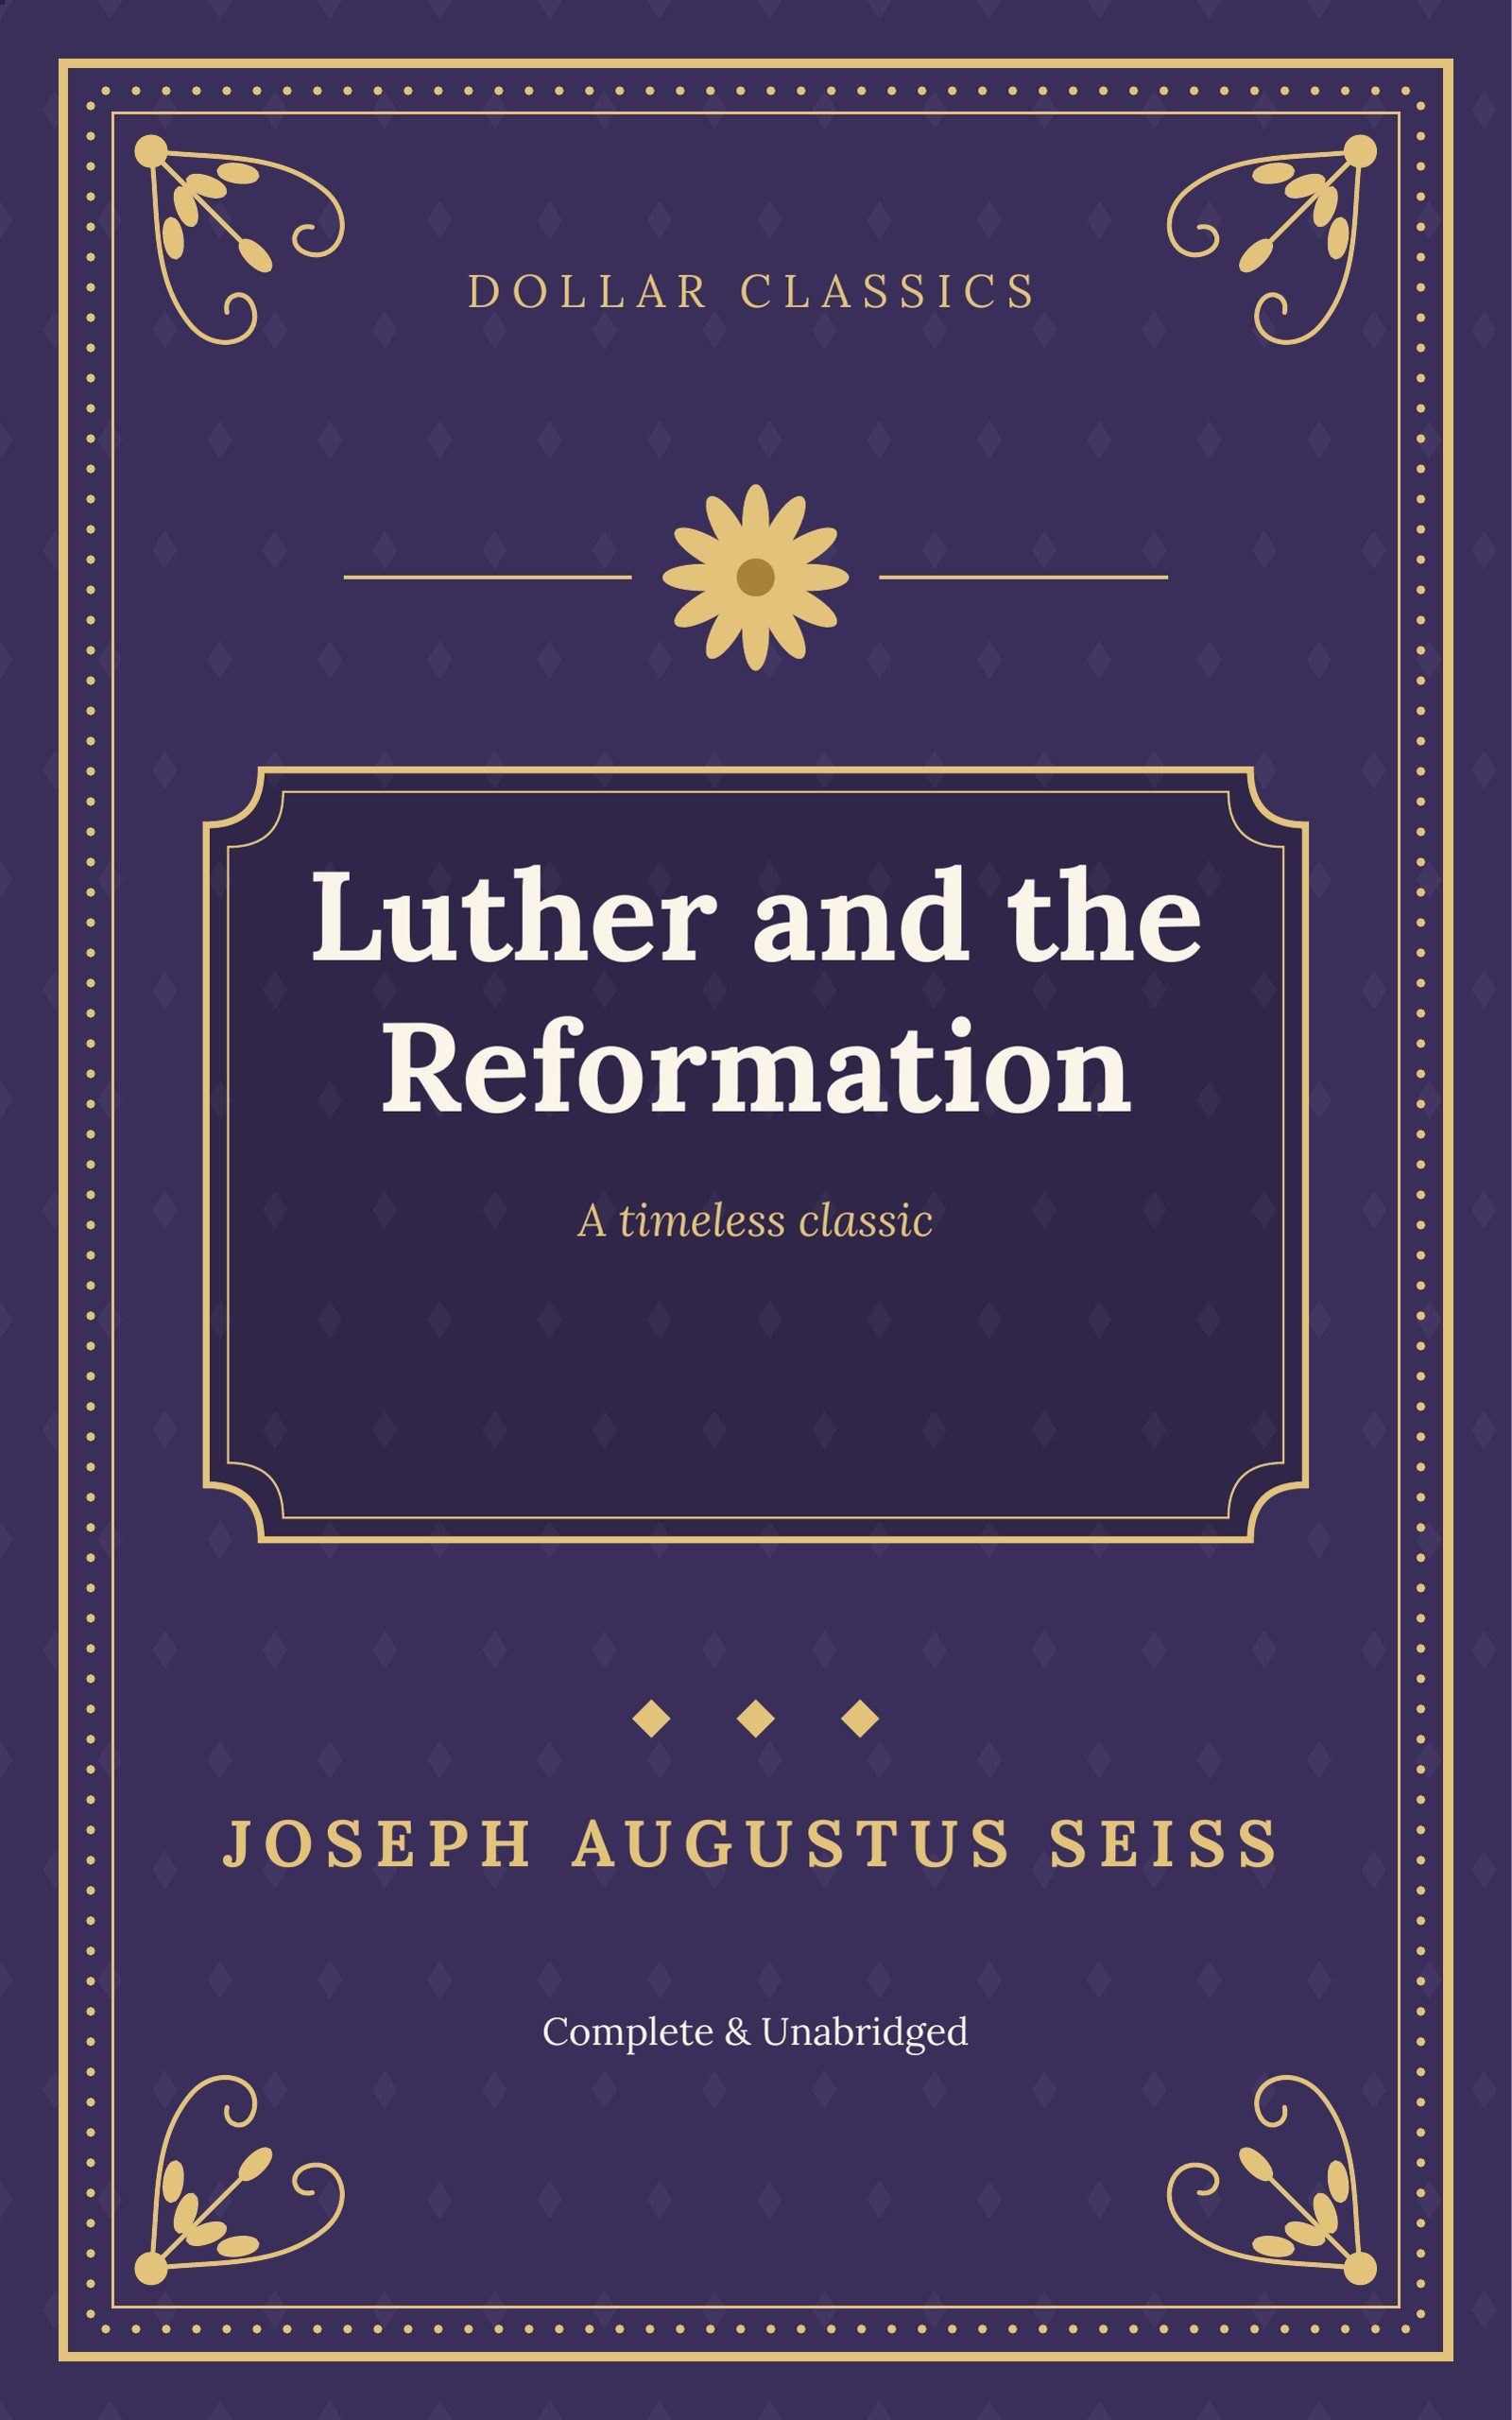 DOLLAR CLASSICS
Luther and the
Reformation
A timeless classic
JOSEPH AUGUSTUS SEISS
Complete & Unabridged